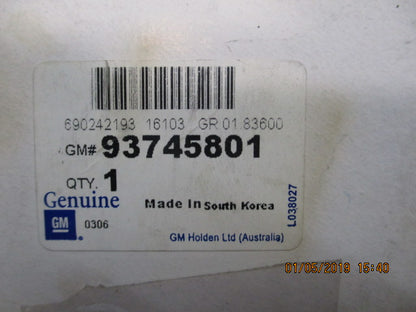 690242193 16103 GR 01 83600
GM# 93745801
QTY. 1
Genuine
Made In South Korea
GM
0306
GM Holden Ltd (Australia)
L038027
01/05/2019 15:40